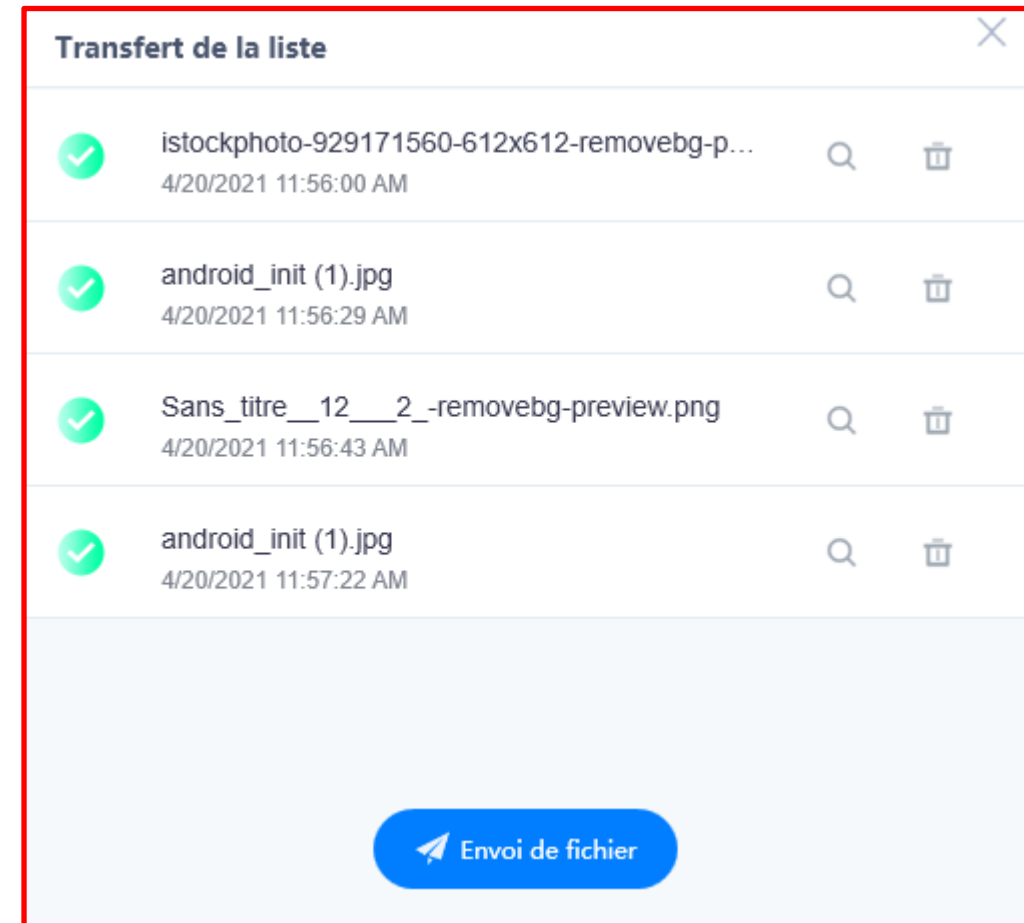 Transfert de la liste
istockphoto-929171560-612x612-removebg-p...
4/20/2021 11:56:00 AM
android_init (1).jpg
4/20/2021 11:56:29 AM
Sans_titre__12___2_-removebg-preview.png
4/20/2021 11:56:43 AM
android_init (1).jpg
4/20/2021 11:57:22 AM
Envoi de fichier